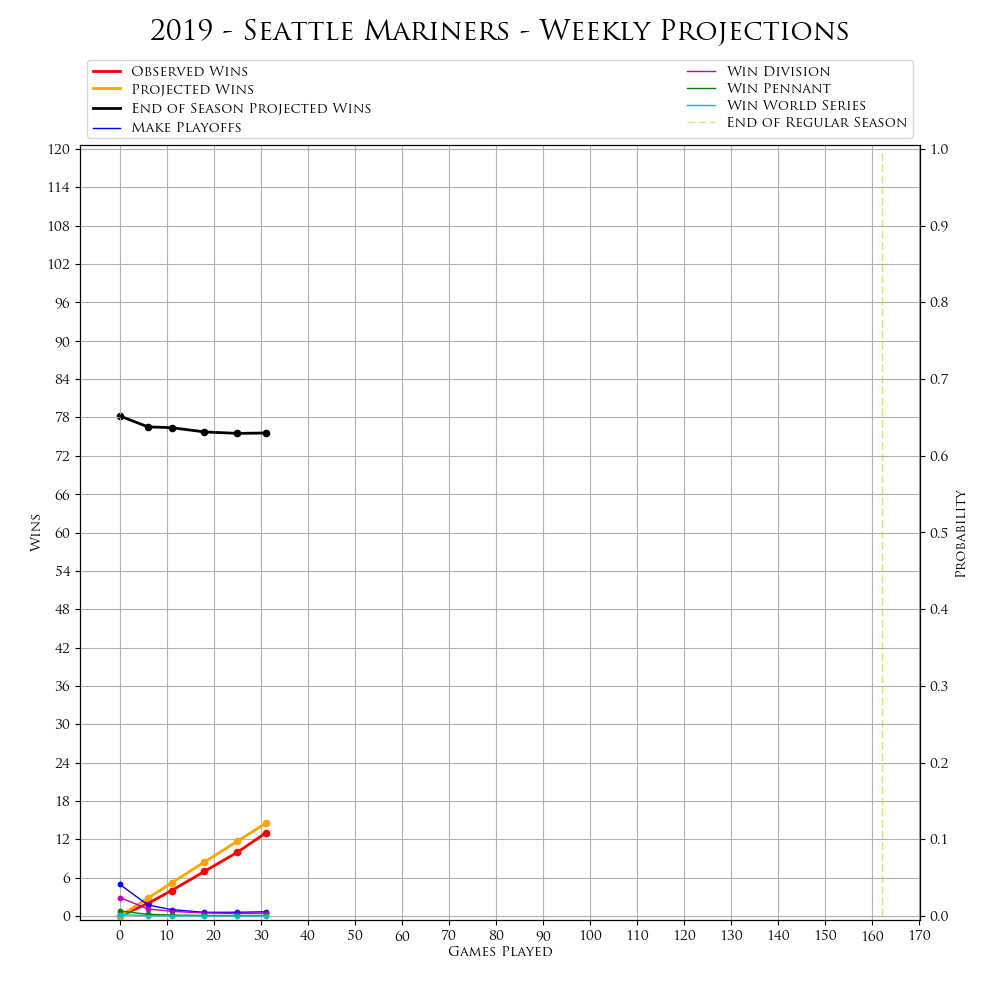 2019 - Seattle Mariners - Weekly Projections
Observed Wins
Projected Wins
End of Season Projected Wins
Make Playoffs
Win Division
Win Pennant
Win World Series
End of Regular Season
120
114
108
102
96
90
84
78
72
66
60
54
48
42
36
30
24
18
12
6
0
Wins
1.0
0.9
0.8
0.7
0.6
0.5
0.4
0.3
0.2
0.1
0.0
Probability
0 10 20 30 40 50 60 70 80 90 100 110 120 130 140 150 160 170
Games Played